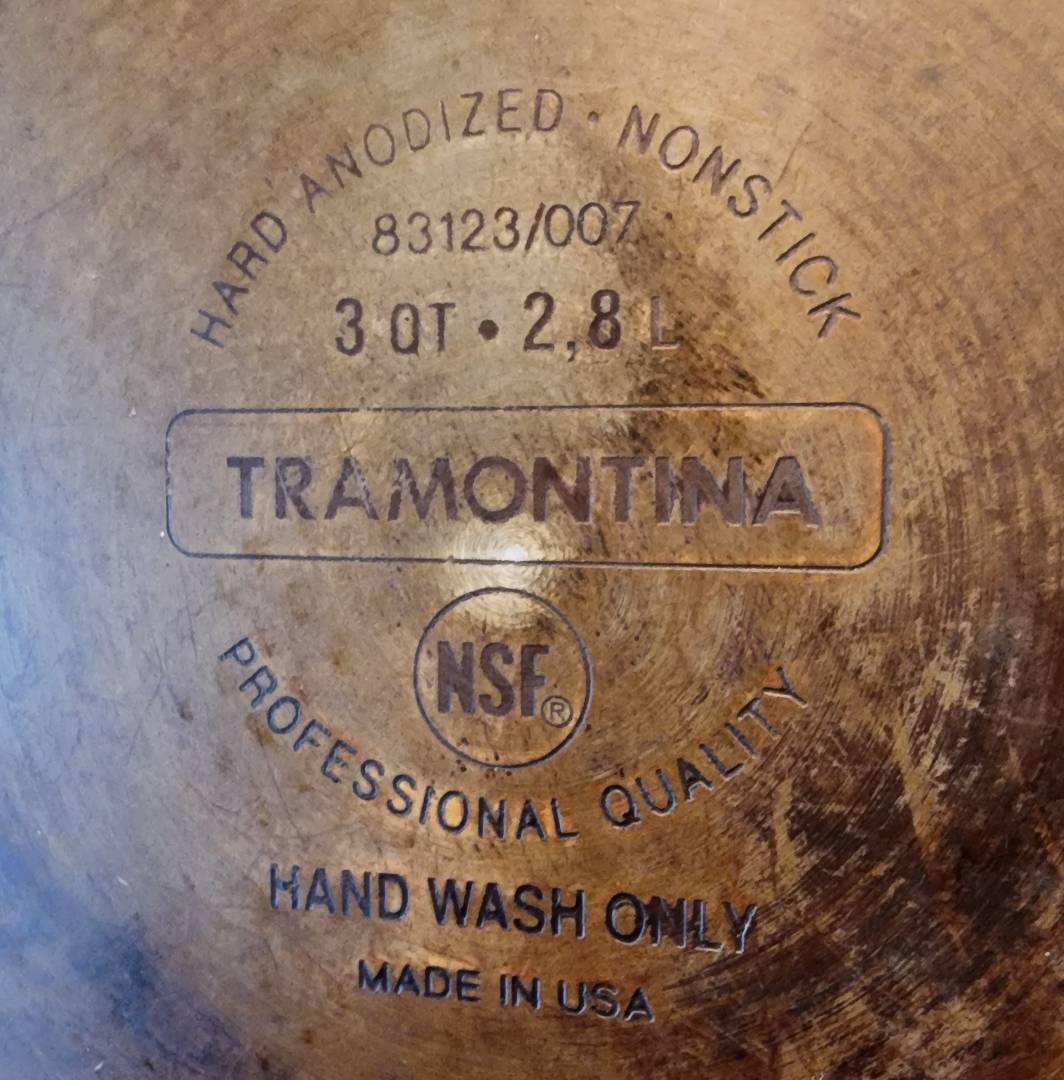 HARD ANODIZED · NONSTICK
83123/007
3 QT • 2,8 L
TRAMONTINA
NSF®
PROFESSIONAL QUALITY
HAND WASH ONLY
MADE IN USA